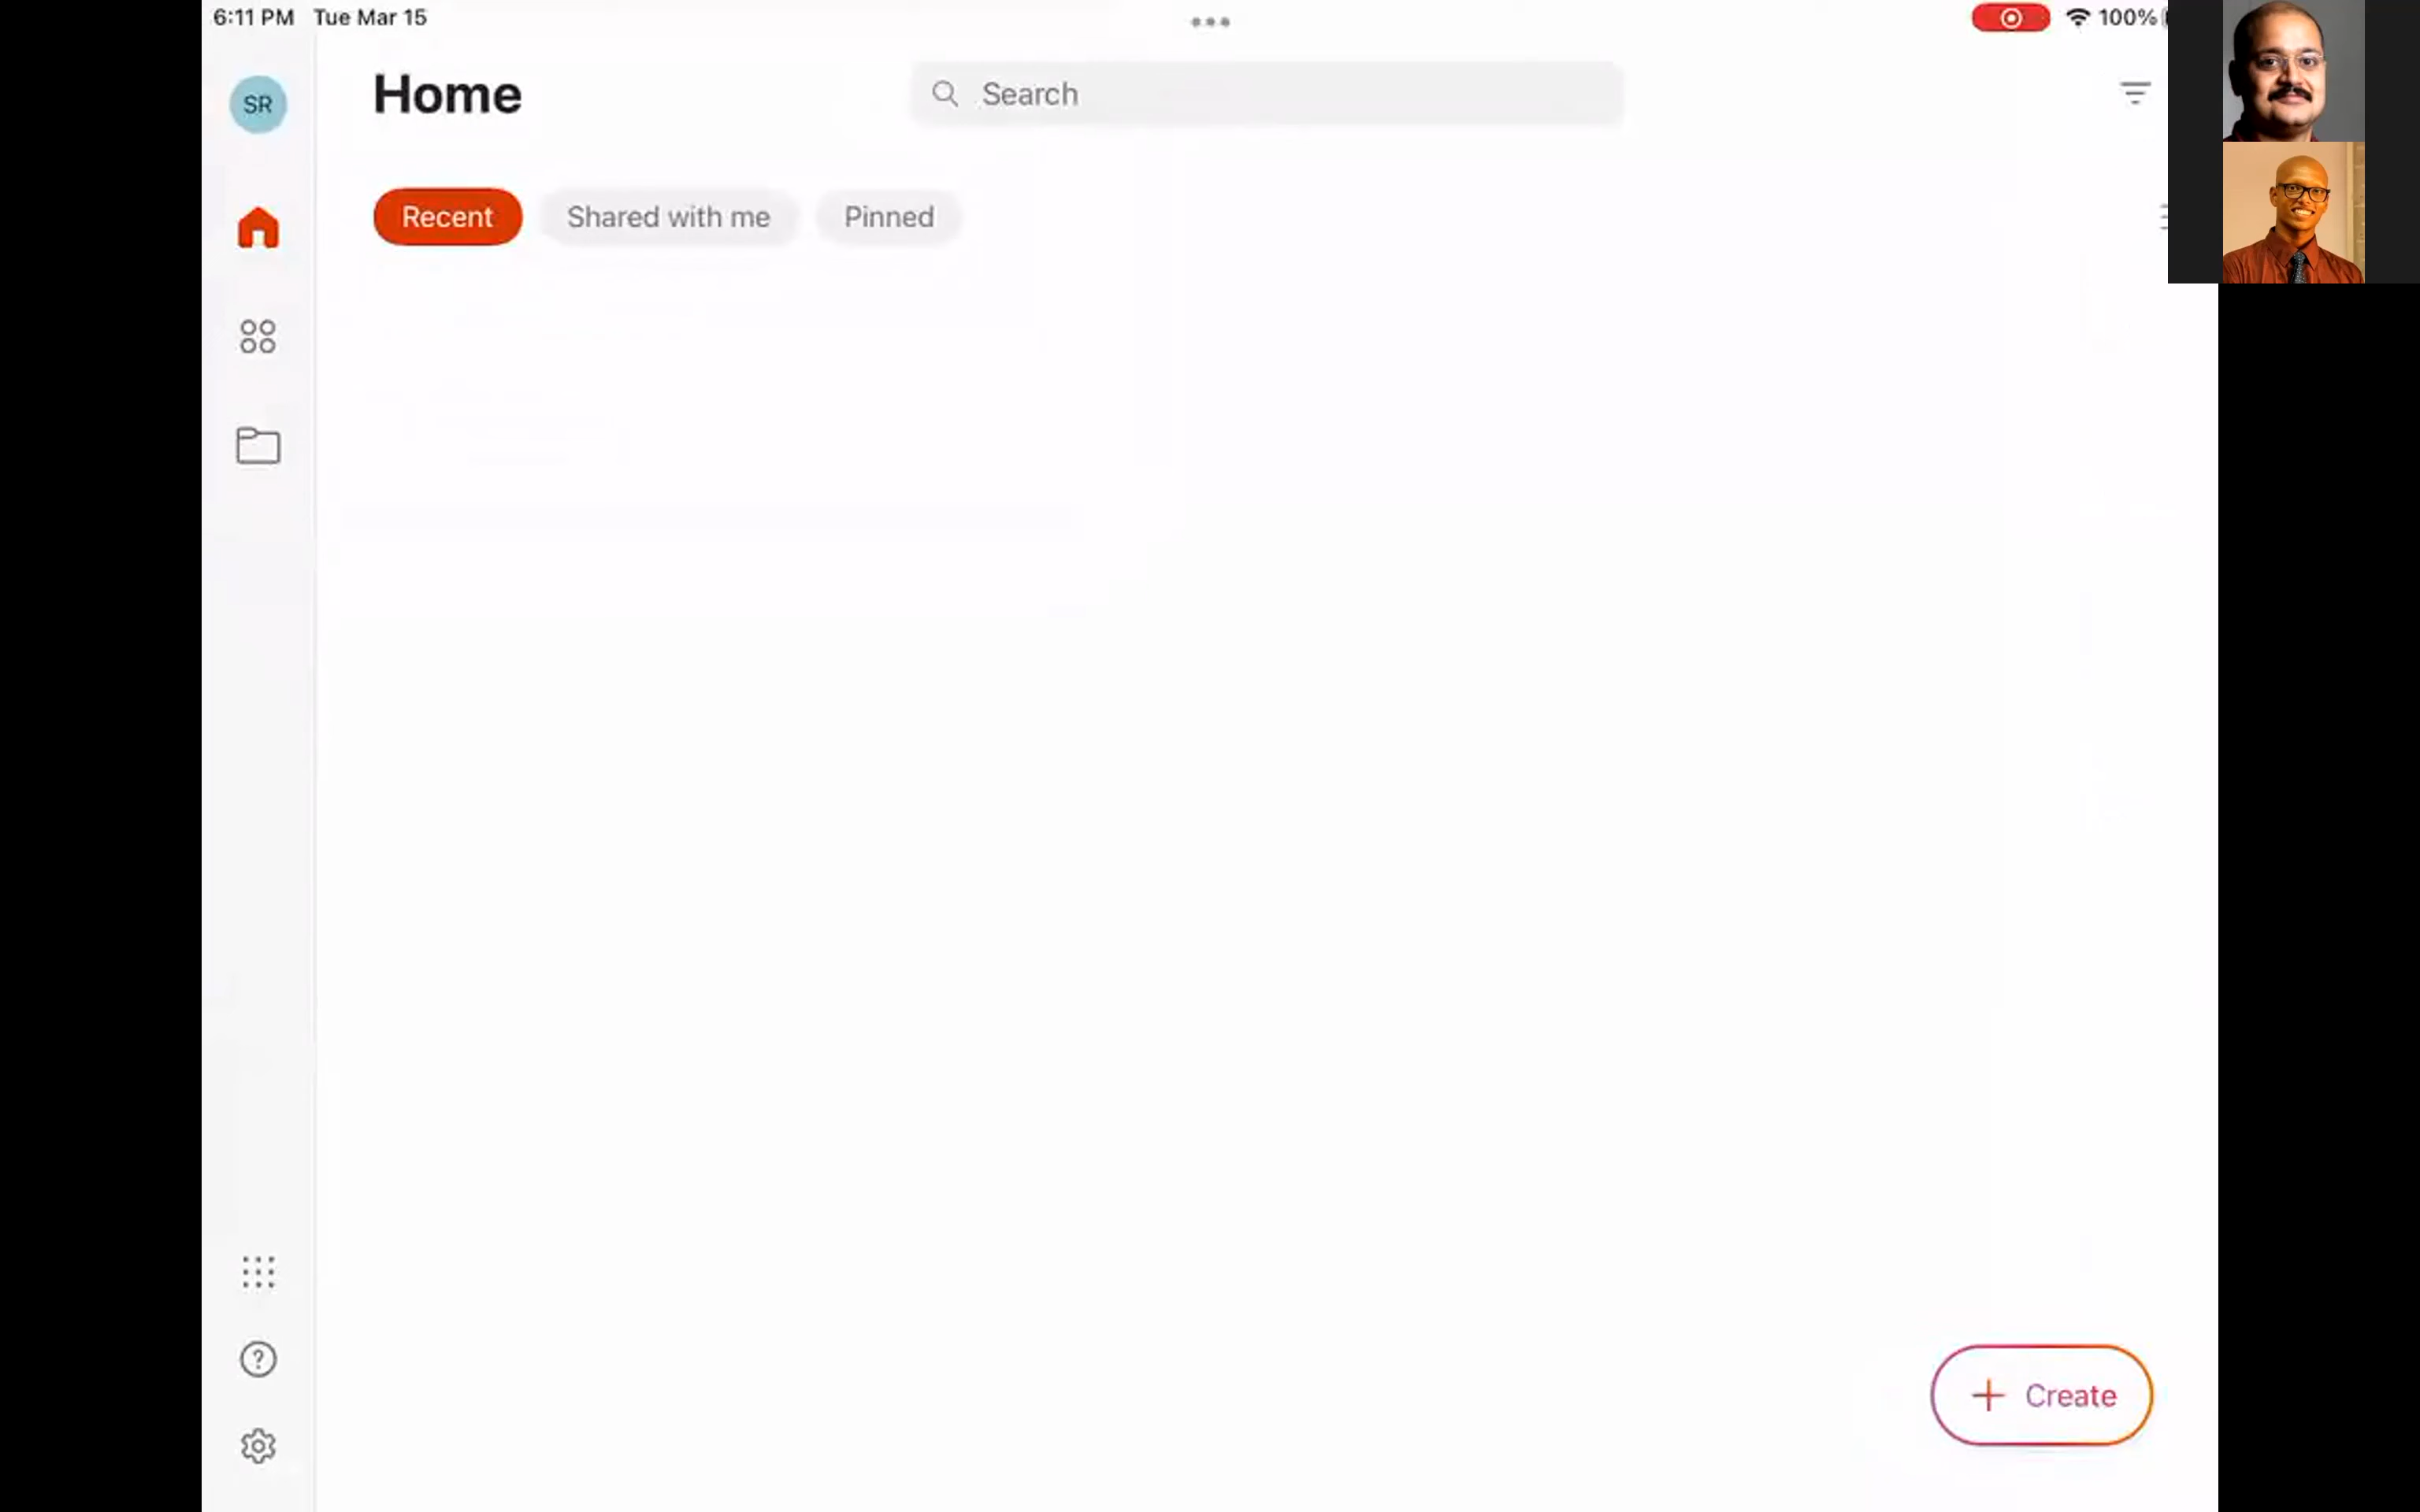 6:11 PM Tue Mar 15
100%
SR
Home
Search
Recent
Shared with me
Pinned
Create